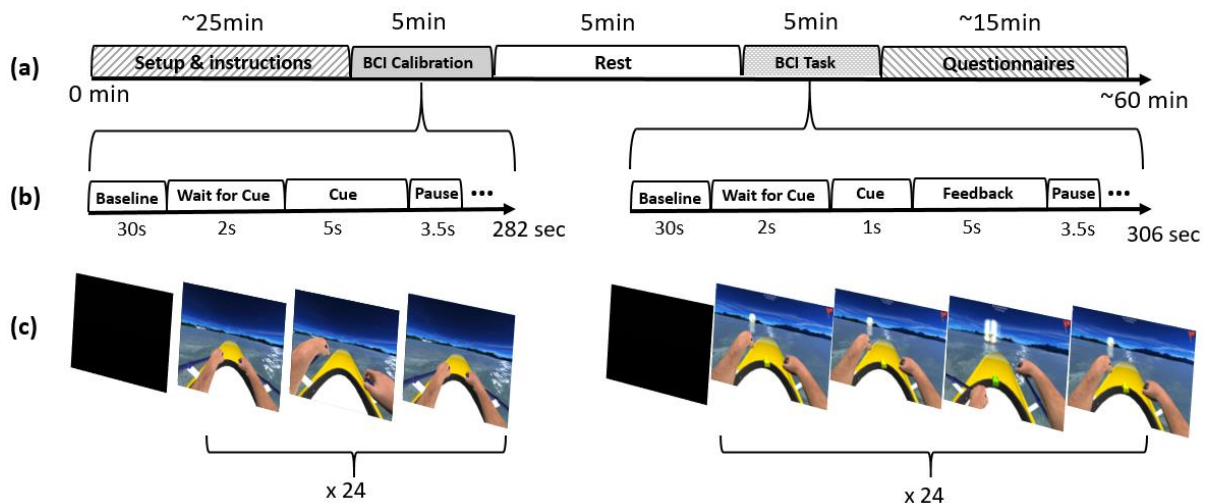 ~25min 5min 5min 5min ~15min
(a) Setup & instructions BCI Calibration Rest BCI Task Questionnaires
0 min ~60 min
(b) Baseline Wait for Cue Cue Pause ••• Baseline Wait for Cue Cue Feedback Pause •••
30s 2s 5s 3.5s 282 sec 30s 2s 1s 5s 3.5s 306 sec
(c)
x 24 x 24